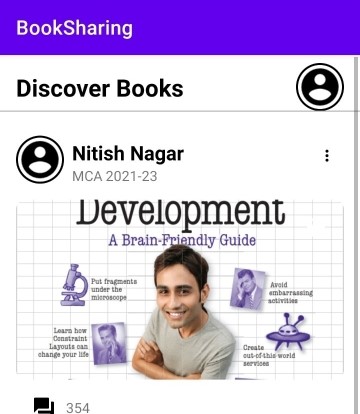 BookSharing
Discover Books
Nitish Nagar
MCA 2021-23
Development
A Brain-Friendly Guide
Put fragments
under the
microscope
Avoid
embarrassing
activities
Learn how
Constraint
Layouts can
change your life
Create
out-of-this world
services
354